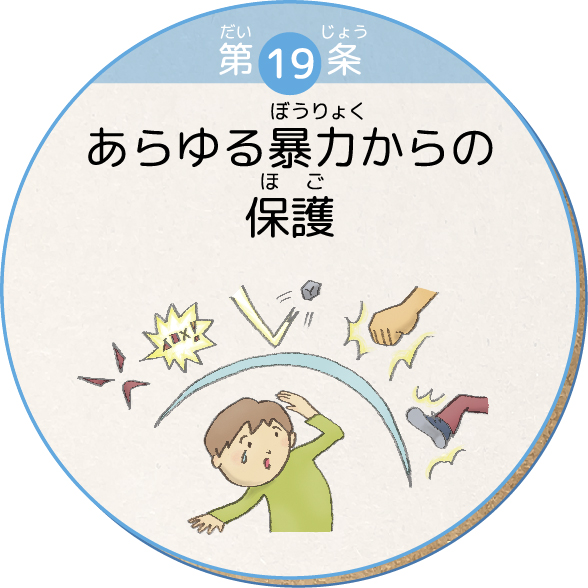 だい じょう
第19条
ぼうりょく
あらゆる暴力からの
ほご
保護